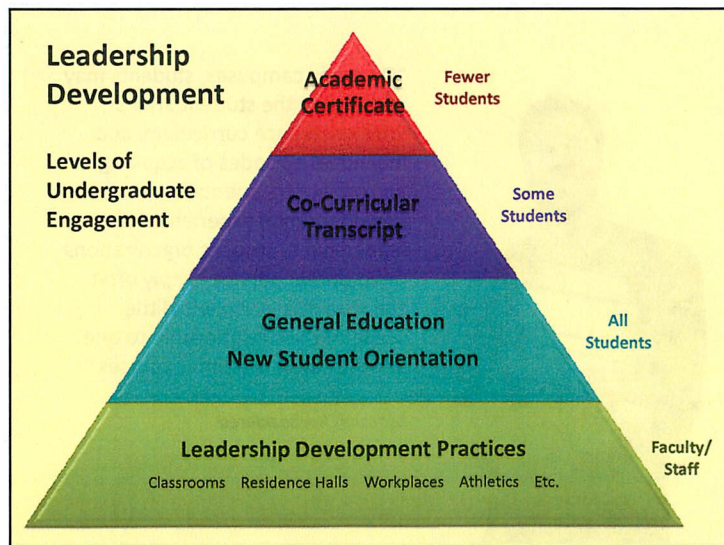 Leadership
Development
Levels of
Undergraduate
Engagement
Academic
Certificate
Fewer
Students
Co-Curricular
Transcript
Some
Students
General Education
New Student Orientation
All
Students
Leadership Development Practices
Classrooms Residence Halls Workplaces Athletics Etc.
Faculty/
Staff